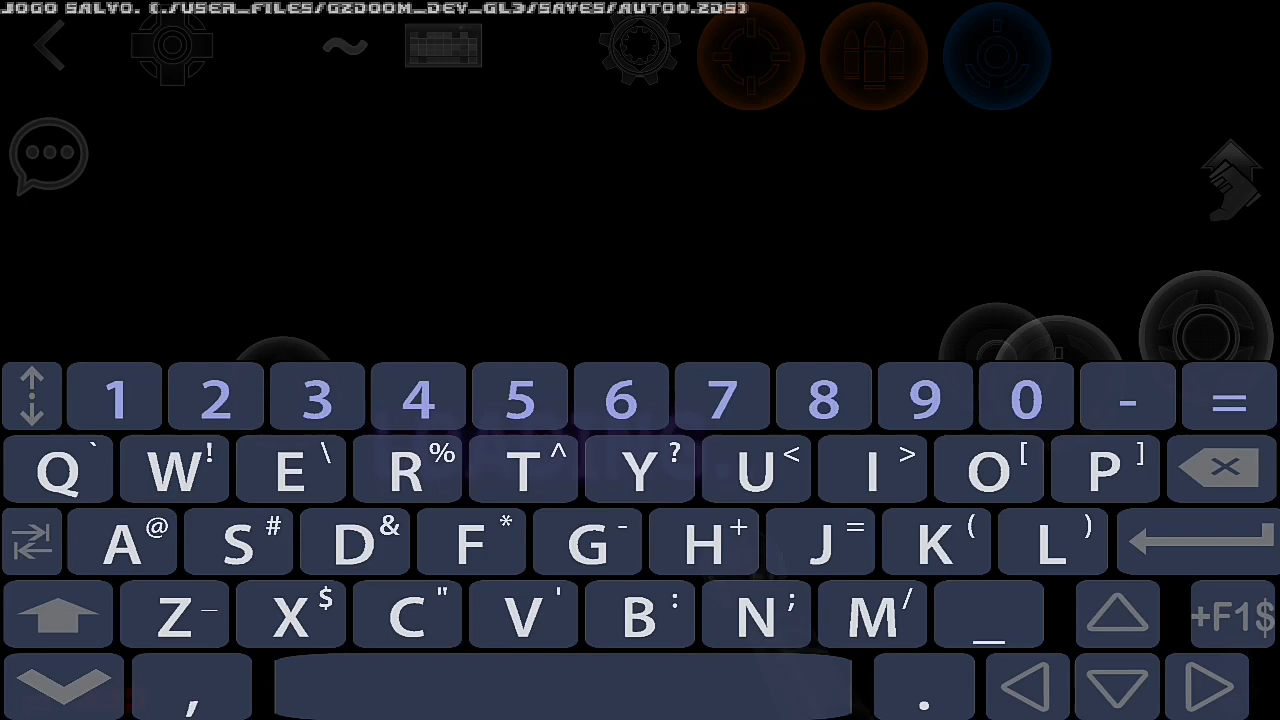 JOGO SALVO. (./USER_FILES/GZDOOM_DEV_GL3/SAVES/AUTO0.ZDS)
~
1 2 3 4 5 6 7 8 9 0 - =
Q ` W ! E \ R % T ^ Y ? U < I > O [ P ]
A @ S # D & F * G - H + J = K ( L )
Z _ X $ C " V ' B : N ; M / _ +F1$
, .